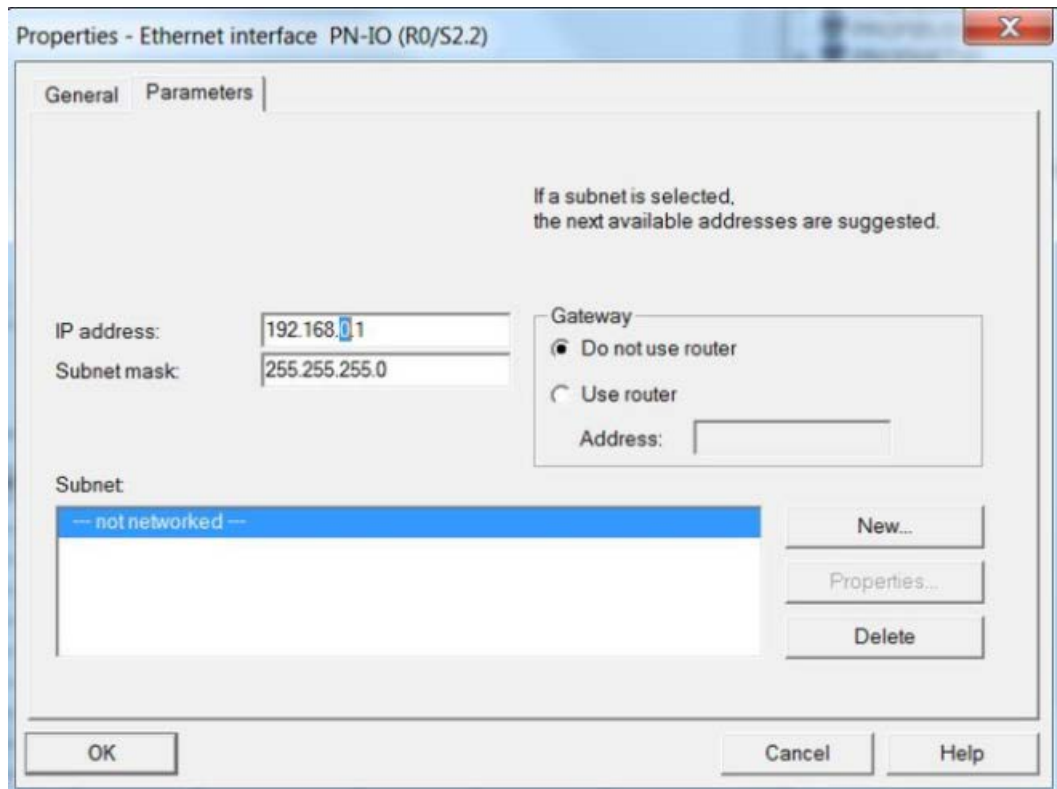 Properties - Ethernet interface PN-IO (R0/S2.2)
X
General
Parameters
If a subnet is selected,
the next available addresses are suggested.
IP address:
192.168.0.1
Subnet mask:
255.255.255.0
Gateway
Do not use router
Use router
Address:
Subnet:
--- not networked ---
New...
Properties...
Delete
OK
Cancel
Help